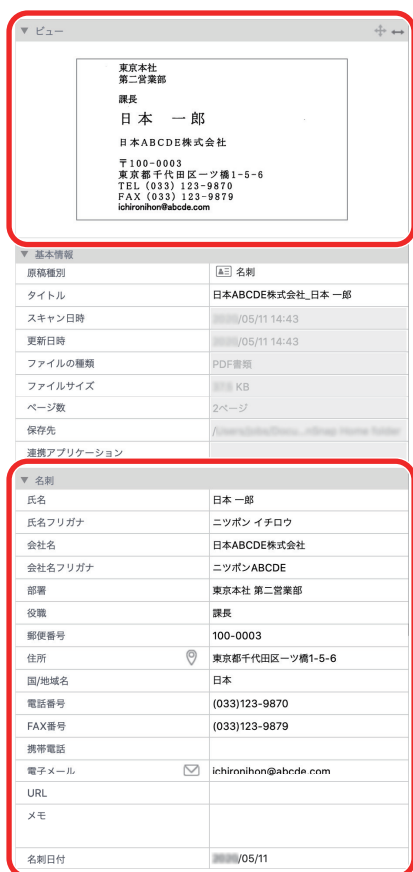 ▼ ビュー
東京本社
第二営業部
課長
日本 一郎
日本ABCDE株式会社
〒100-0003
東京都千代田区一ツ橋1-5-6
TEL (033) 123-9870
FAX (033) 123-9879
ichironihon@abcde.com
▼ 基本情報
原稿種別 名刺
タイトル 日本ABCDE株式会社_日本 一郎
スキャン日時 /05/11 14:43
更新日時 /05/11 14:43
ファイルの種類 PDF書類
ファイルサイズ KB
ページ数 2ページ
保存先 /
連携アプリケーション
▼ 名刺
氏名 日本 一郎
氏名フリガナ ニツポン イチロウ
会社名 日本ABCDE株式会社
会社名フリガナ ニツポンABCDE
部署 東京本社 第二営業部
役職 課長
郵便番号 100-0003
住所 東京都千代田区一ツ橋1-5-6
国/地域名 日本
電話番号 (033)123-9870
FAX番号 (033)123-9879
携帯電話
電子メール ichironihon@abcde.com
URL
メモ
名刺日付 /05/11